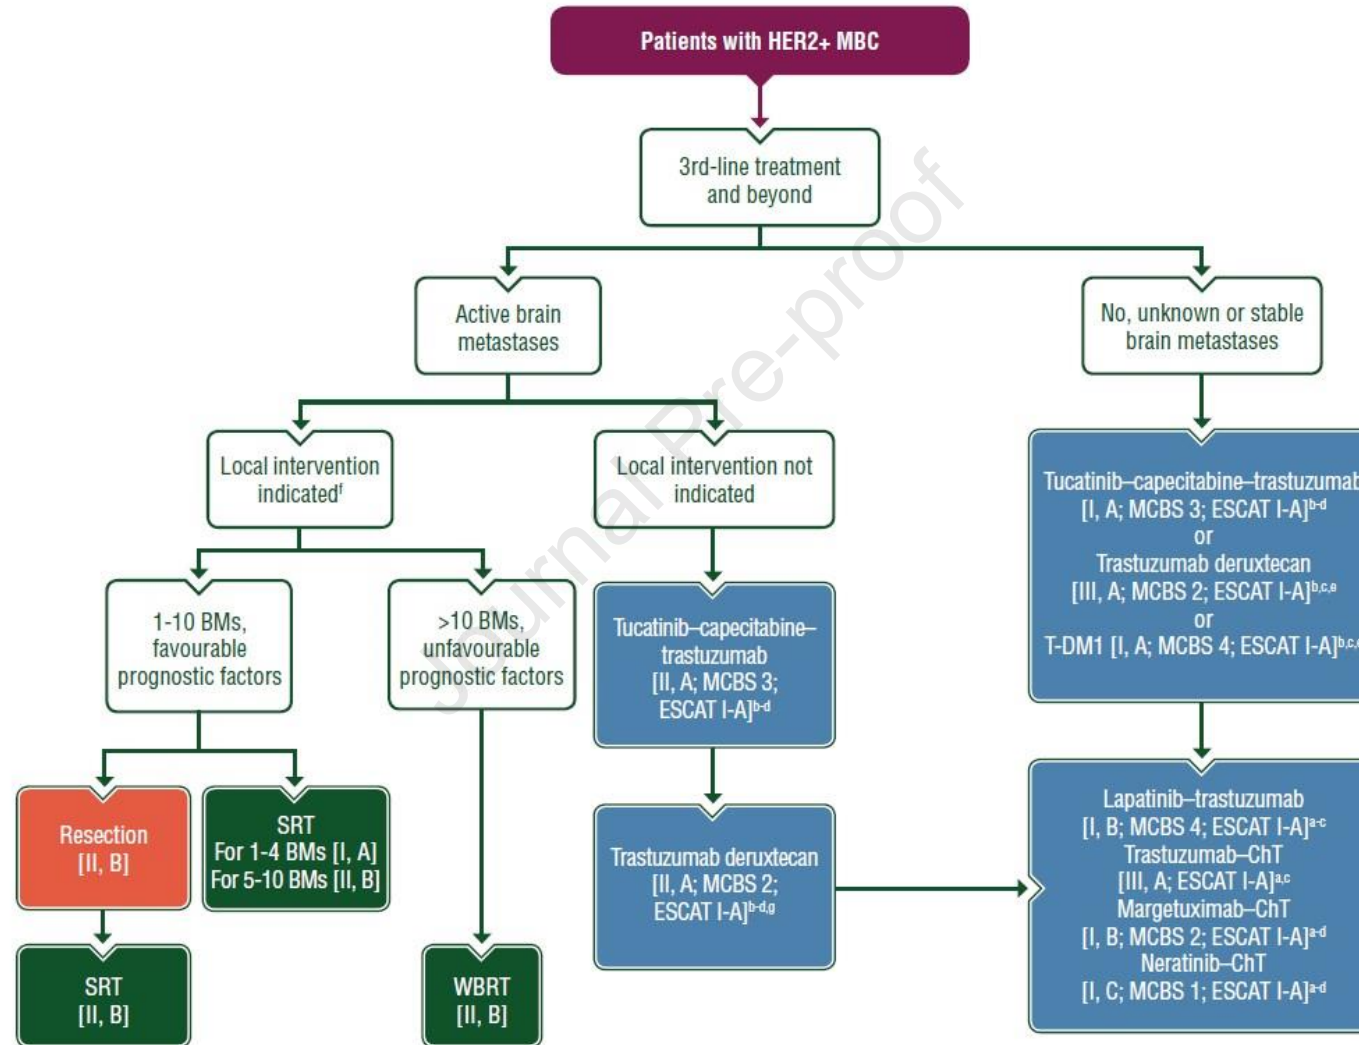 Patients with HER2+ MBC
3rd-line treatment
and beyond
Active brain
metastases
No, unknown or stable
brain metastases
Local intervention
indicatedᶠ
Local intervention not
indicated
1-10 BMs,
favourable
prognostic factors
>10 BMs,
unfavourable
prognostic factors
Tucatinib–capecitabine–
trastuzumab
[II, A; MCBS 3;
ESCAT I-A]ᵇ⁻ᵈ
Tucatinib–capecitabine–trastuzumab
[I, A; MCBS 3; ESCAT I-A]ᵇ⁻ᵈ
or
Trastuzumab deruxtecan
[III, A; MCBS 2; ESCAT I-A]ᵇ,ᶜ,ᵉ
or
T-DM1 [I, A; MCBS 4; ESCAT I-A]ᵇ,ᶜ
Resection
[II, B]
SRT
For 1-4 BMs [I, A]
For 5-10 BMs [II, B]
Trastuzumab deruxtecan
[II, A; MCBS 2;
ESCAT I-A]ᵇ⁻ᵈ,ᵍ
Lapatinib–trastuzumab
[I, B; MCBS 4; ESCAT I-A]ᵃ⁻ᶜ
Trastuzumab–ChT
[III, A; ESCAT I-A]ᵃ,ᶜ
Margetuximab–ChT
[I, B; MCBS 2; ESCAT I-A]ᵃ⁻ᵈ
Neratinib–ChT
[I, C; MCBS 1; ESCAT I-A]ᵃ⁻ᵈ
SRT
[II, B]
WBRT
[II, B]
Journal Pre-proof